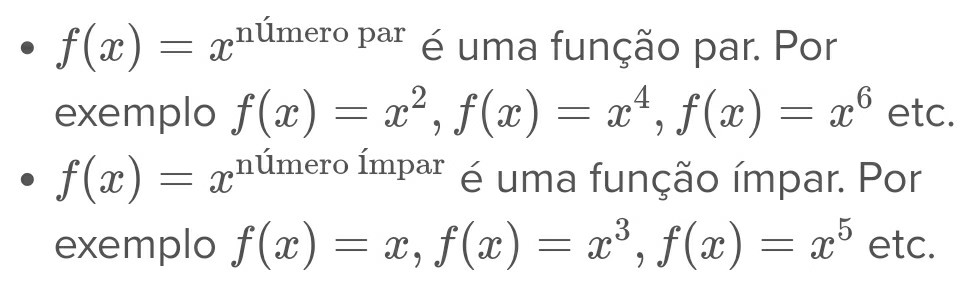 • f(x) = x^{número par} é uma função par. Por
exemplo f(x) = x², f(x) = x⁴, f(x) = x⁶ etc.
• f(x) = x^{número ímpar} é uma função ímpar. Por
exemplo f(x) = x, f(x) = x³, f(x) = x⁵ etc.